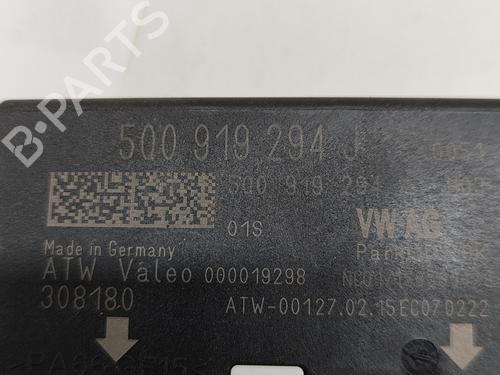 5Q0 919 294 J
5Q0 919 294
01S
VW AG
Made in Germany
ATW Valeo 000019298
308180 ATW-00127.02.15EC070222